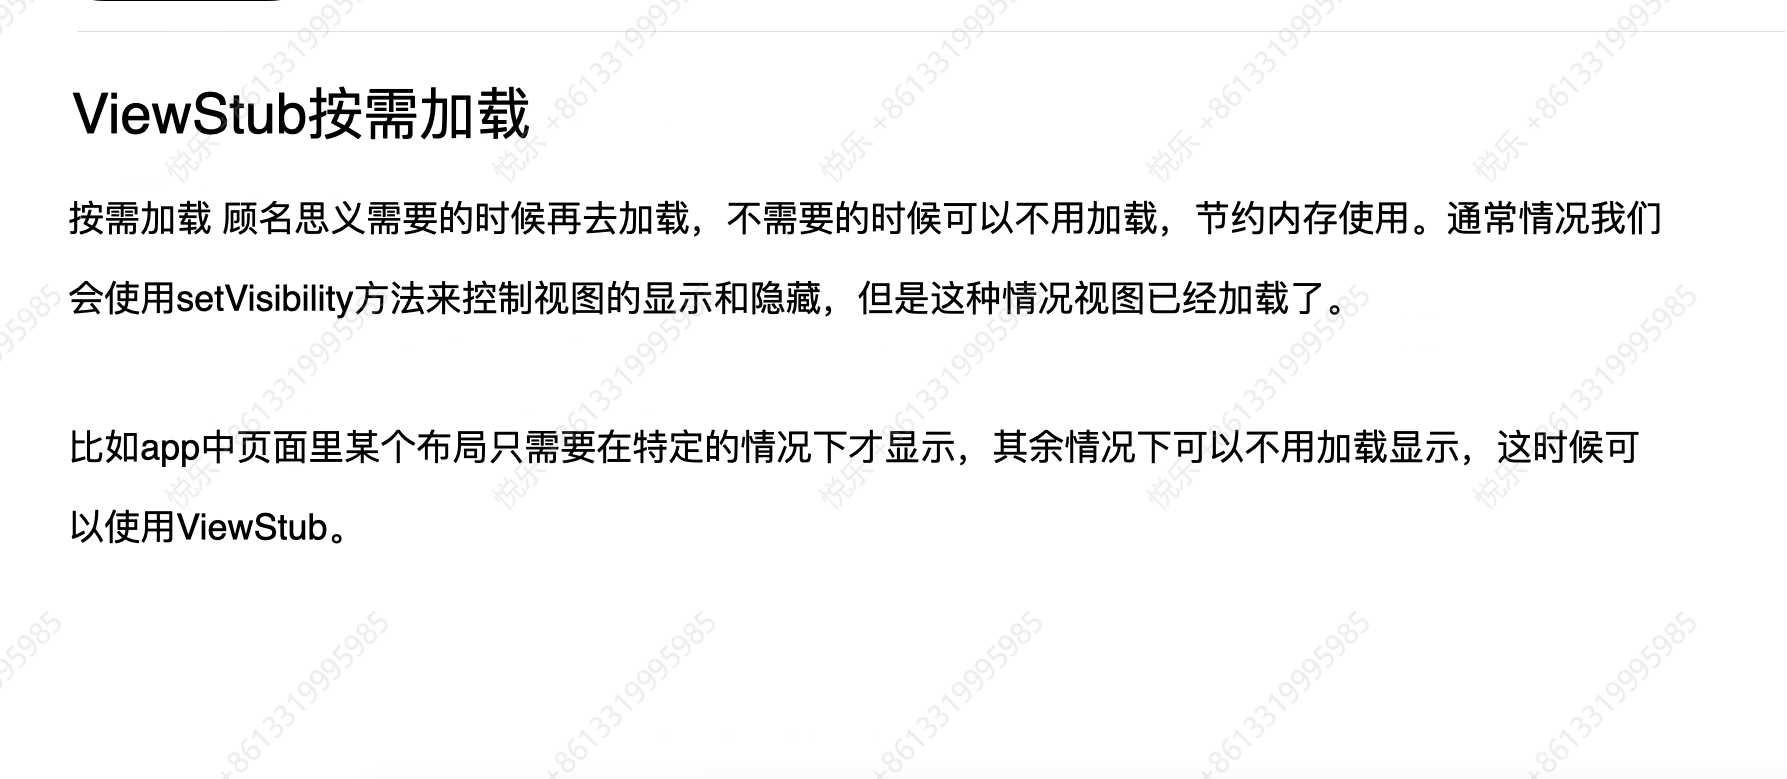 ViewStub按需加载
按需加载 顾名思义需要的时候再去加载，不需要的时候可以不用加载，节约内存使用。通常情况我们
会使用setVisibility方法来控制视图的显示和隐藏，但是这种情况视图已经加载了。
比如app中页面里某个布局只需要在特定的情况下才显示，其余情况下可以不用加载显示，这时候可
以使用ViewStub。
悦乐 +8613319995985